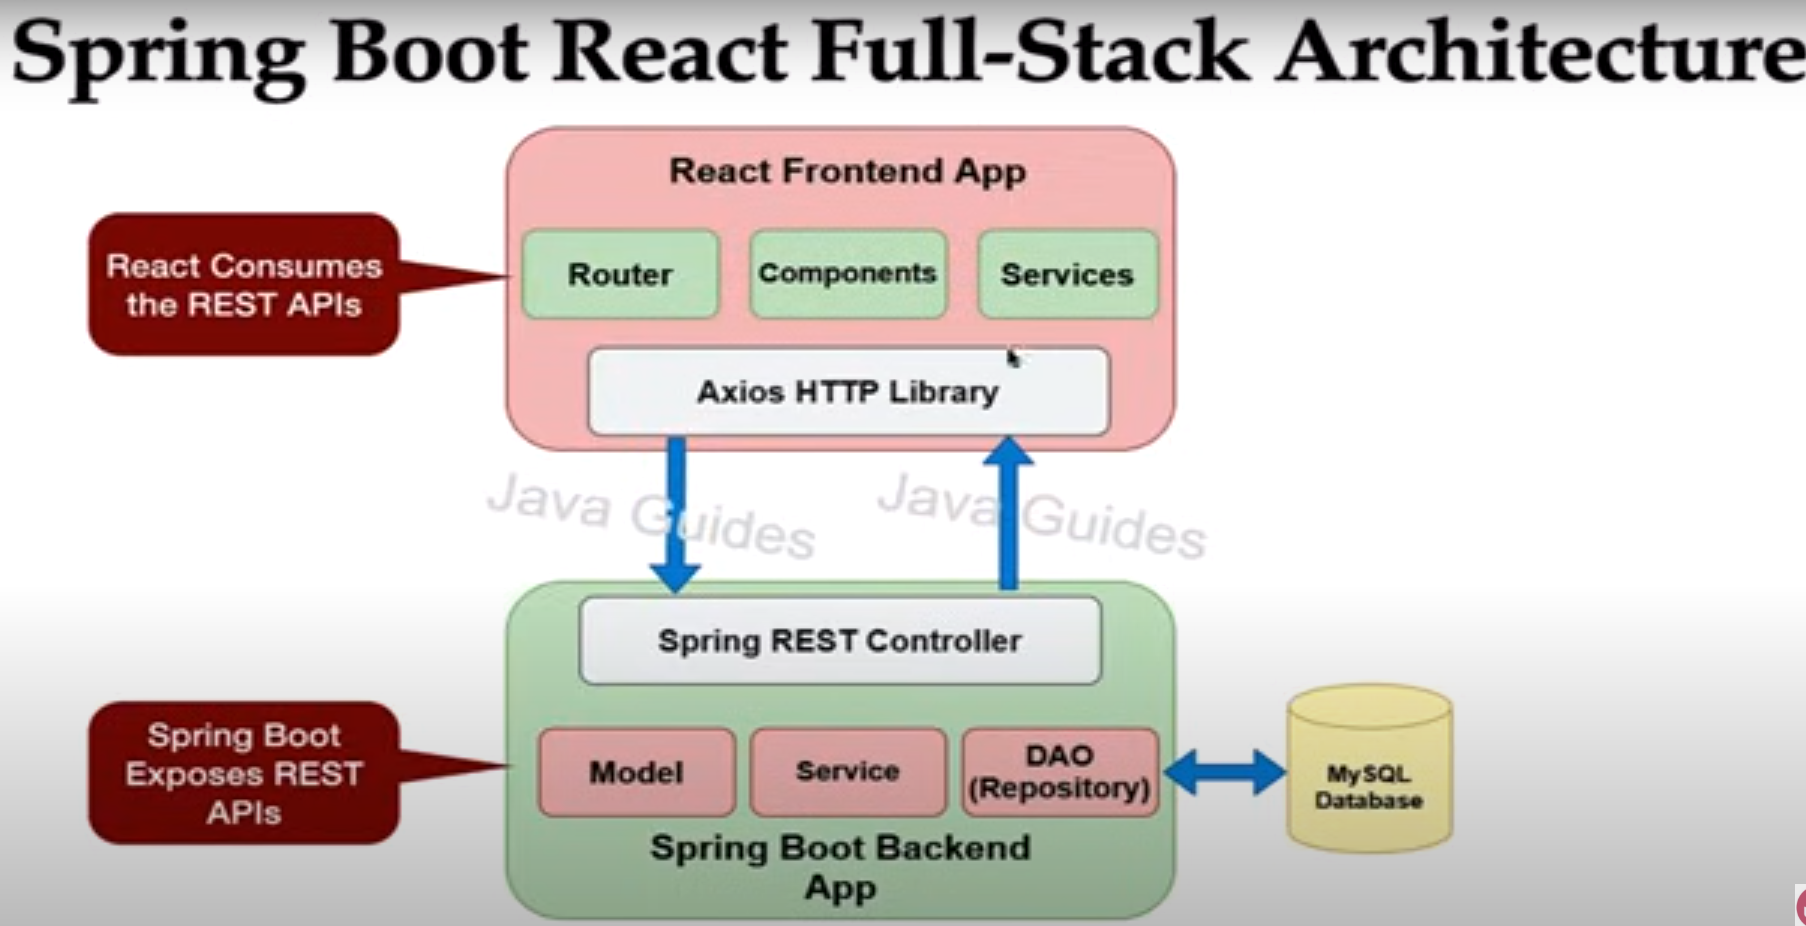 Spring Boot React Full-Stack Architecture
React Frontend App
React Consumes
the REST APIs
Router
Components
Services
Axios HTTP Library
Java Guides
Java Guides
Spring REST Controller
Spring Boot
Exposes REST
APIs
Model
Service
DAO
(Repository)
MySQL
Database
Spring Boot Backend
App